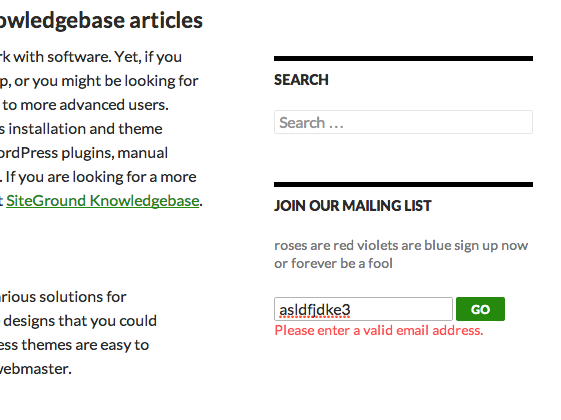 owledgebase articles
rk with software. Yet, if you
p, or you might be looking for
to more advanced users.
s installation and theme
ordPress plugins, manual
. If you are looking for a more
t SiteGround Knowledgebase.
arious solutions for
designs that you could
ess themes are easy to
webmaster.
SEARCH
Search ...
JOIN OUR MAILING LIST
roses are red violets are blue sign up now
or forever be a fool
asldfjdke3 GO
Please enter a valid email address.